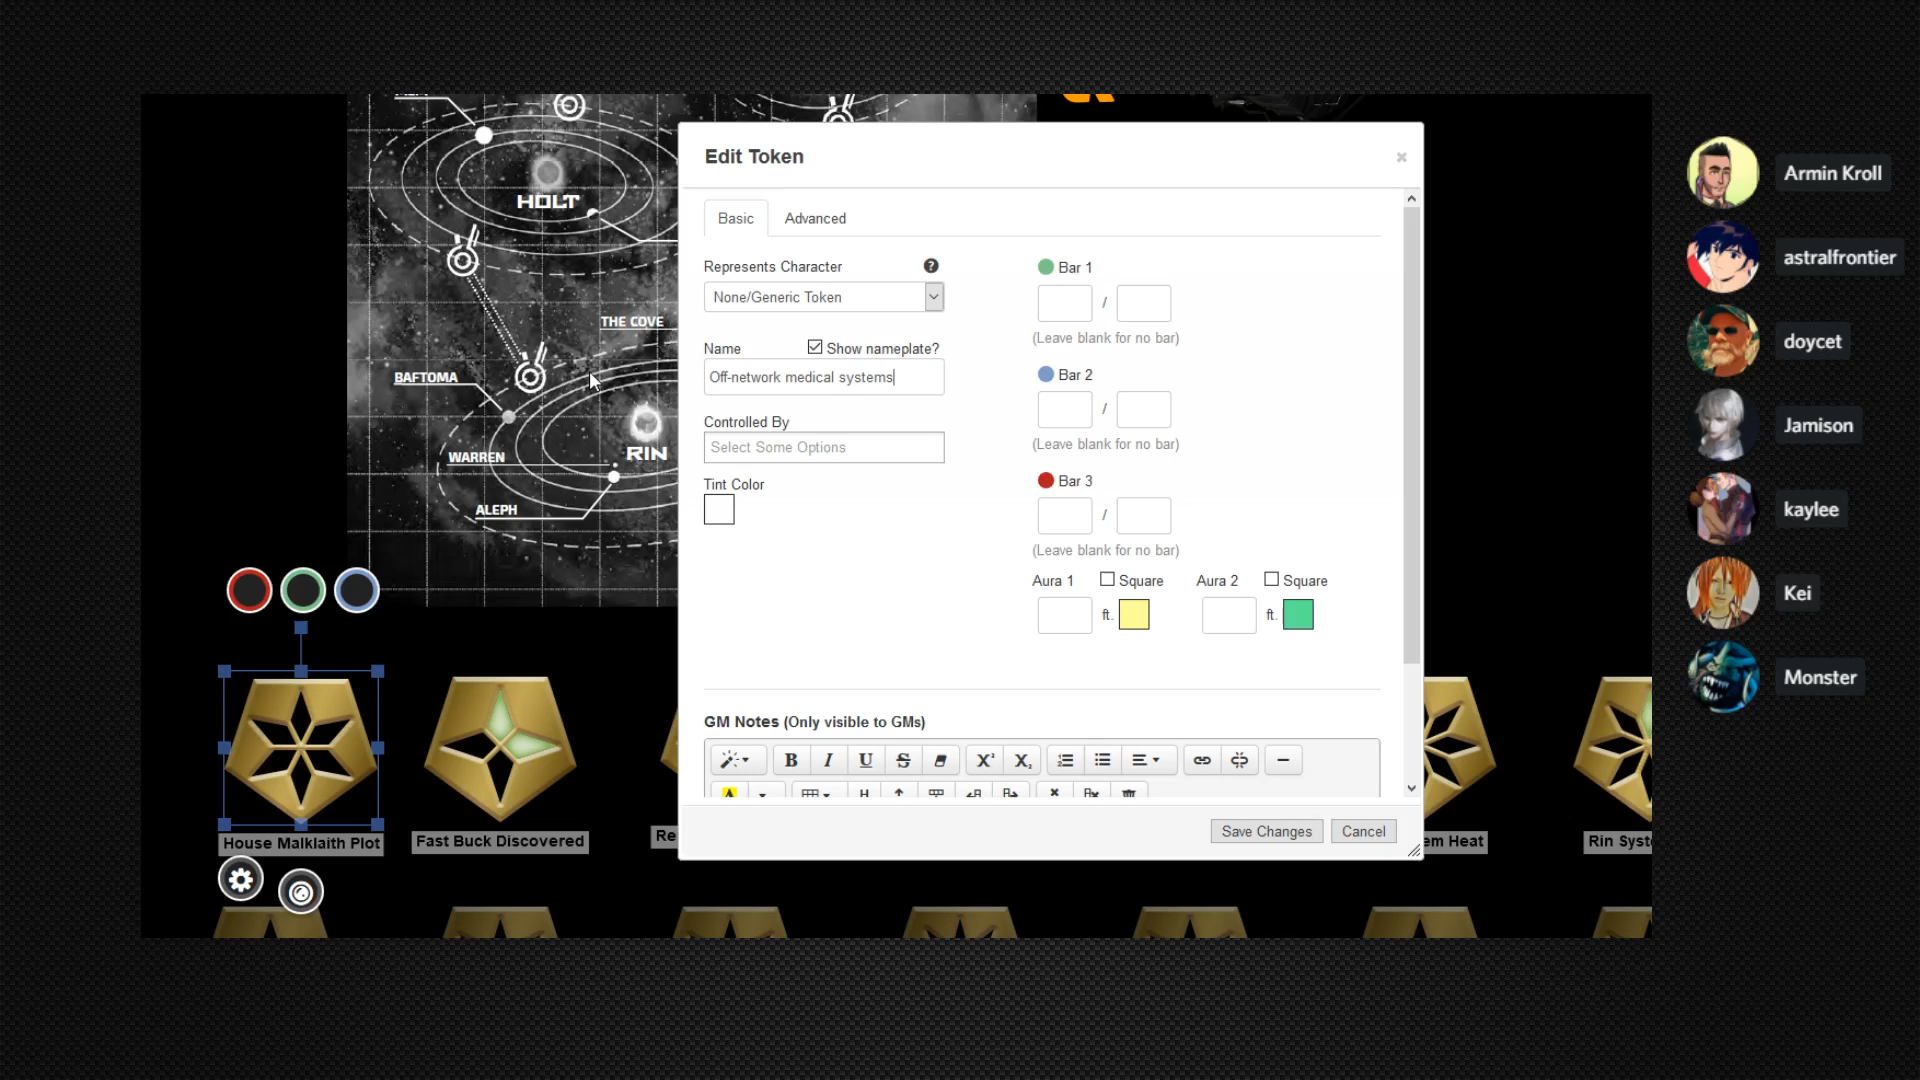 HOLT
THE COVE
BAFTOMA
WARREN
RIN
ALEPH
House Malklaith Plot
Fast Buck Discovered
Re
em Heat
Rin Syst
Edit Token
×
Basic
Advanced
Represents Character
?
None/Generic Token
Name
Show nameplate?
Off-network medical systems
Controlled By
Select Some Options
Tint Color
Bar 1
/
(Leave blank for no bar)
Bar 2
/
(Leave blank for no bar)
Bar 3
/
(Leave blank for no bar)
Aura 1 Square Aura 2 Square
ft. ft.
GM Notes (Only visible to GMs)
B I U S X² X₂
A H
Save Changes Cancel
Armin Kroll
astralfrontier
doycet
Jamison
kaylee
Kei
Monster